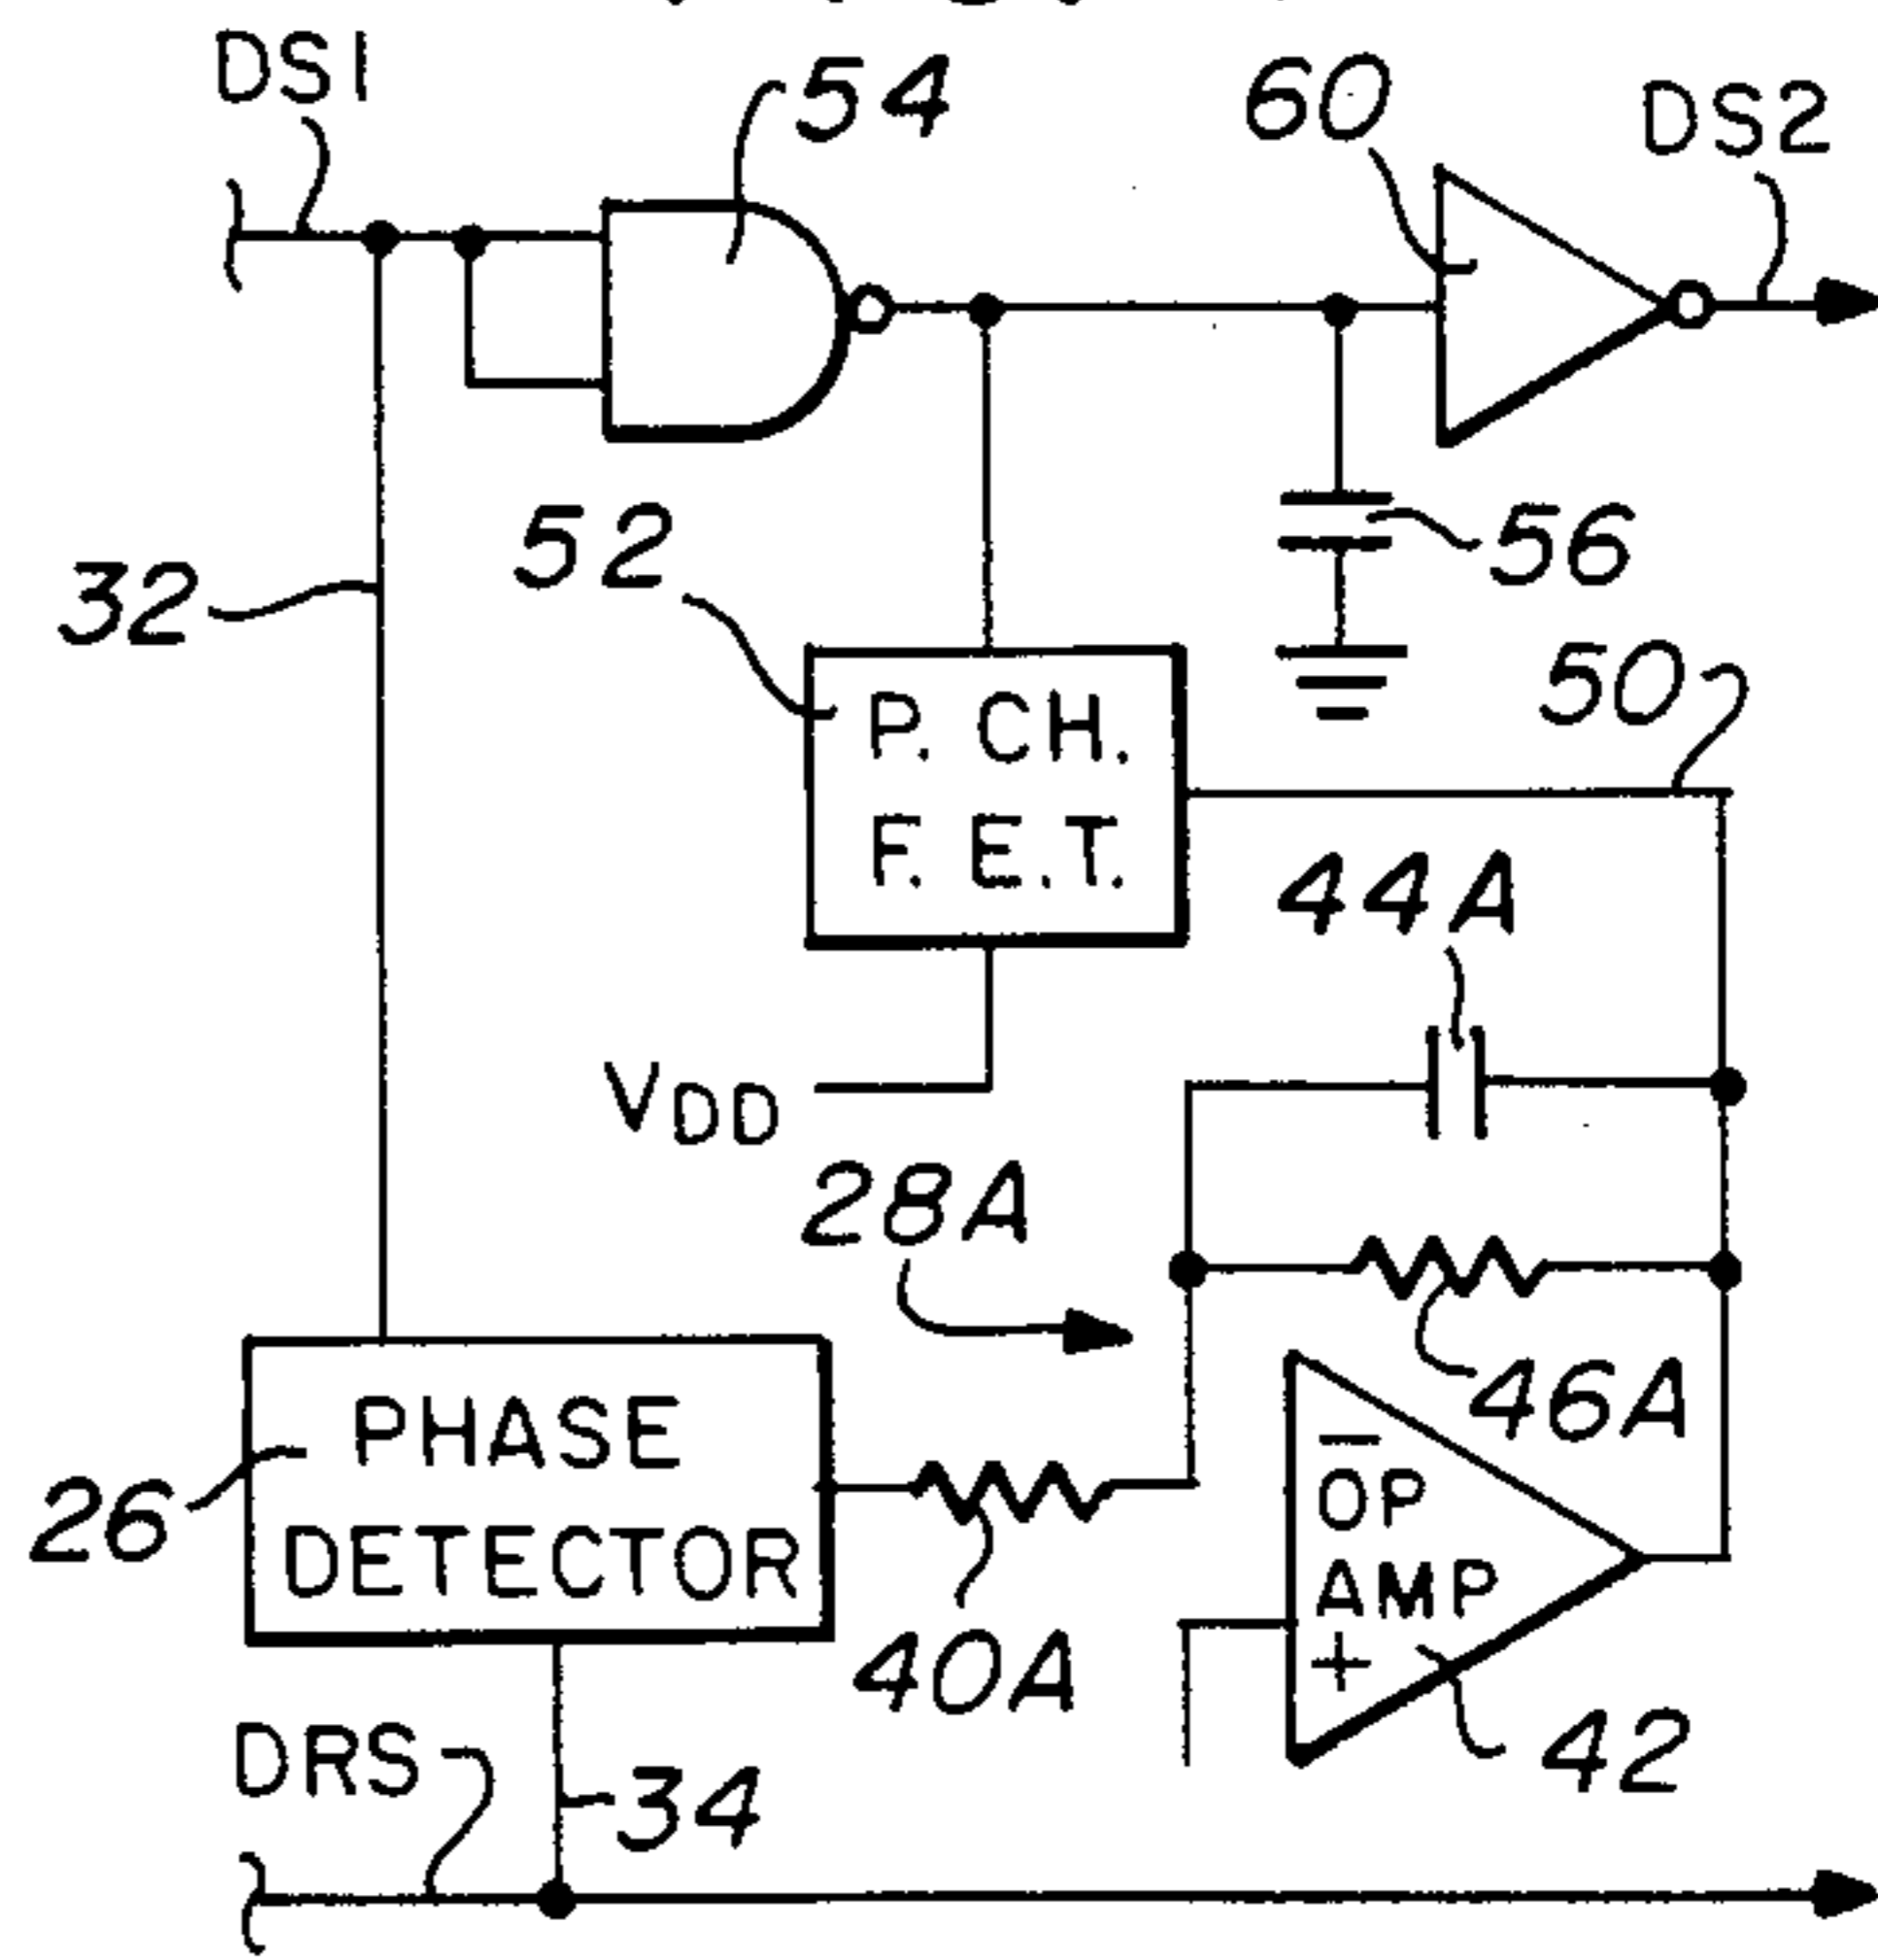 DS1
54
60
DS2
52
56
32
50
P. CH.
F. E.T.
44A
VDD
28A
46A
PHASE
DETECTOR
26
−
OP
AMP
+
40A
42
DRS
34